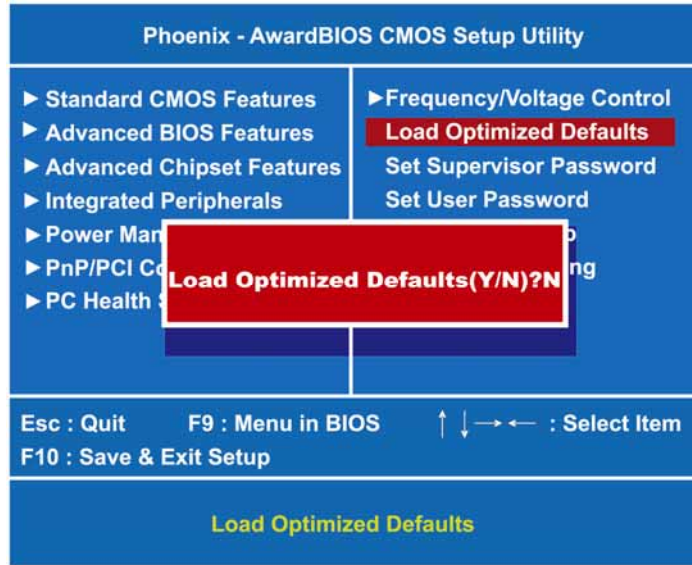 Phoenix - AwardBIOS CMOS Setup Utility
► Standard CMOS Features
► Advanced BIOS Features
► Advanced Chipset Features
► Integrated Peripherals
► Power Man
► PnP/PCI Co
► PC Health
► Frequency/Voltage Control
Load Optimized Defaults
Set Supervisor Password
Set User Password
ng
Load Optimized Defaults(Y/N)?N
Esc : Quit F9 : Menu in BIOS ↑ ↓ → ← : Select Item
F10 : Save & Exit Setup
Load Optimized Defaults